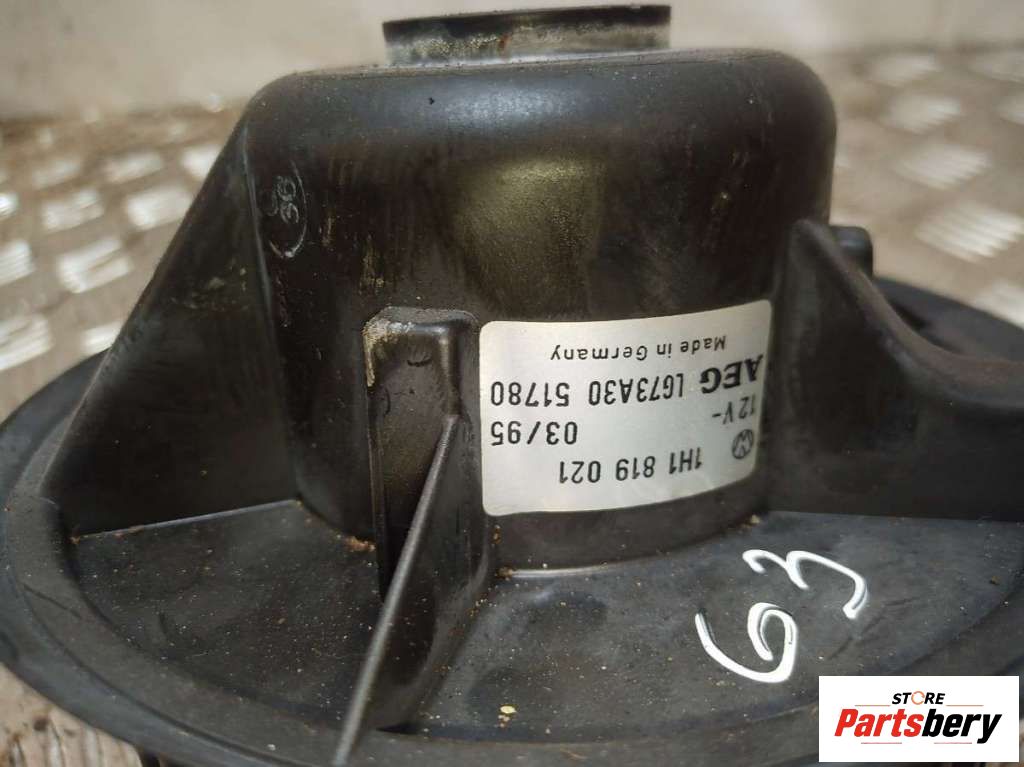 1H1 819 021
12V- 03/95
AEG LG73A30 51780
Made in Germany
63
STORE
Partsbery